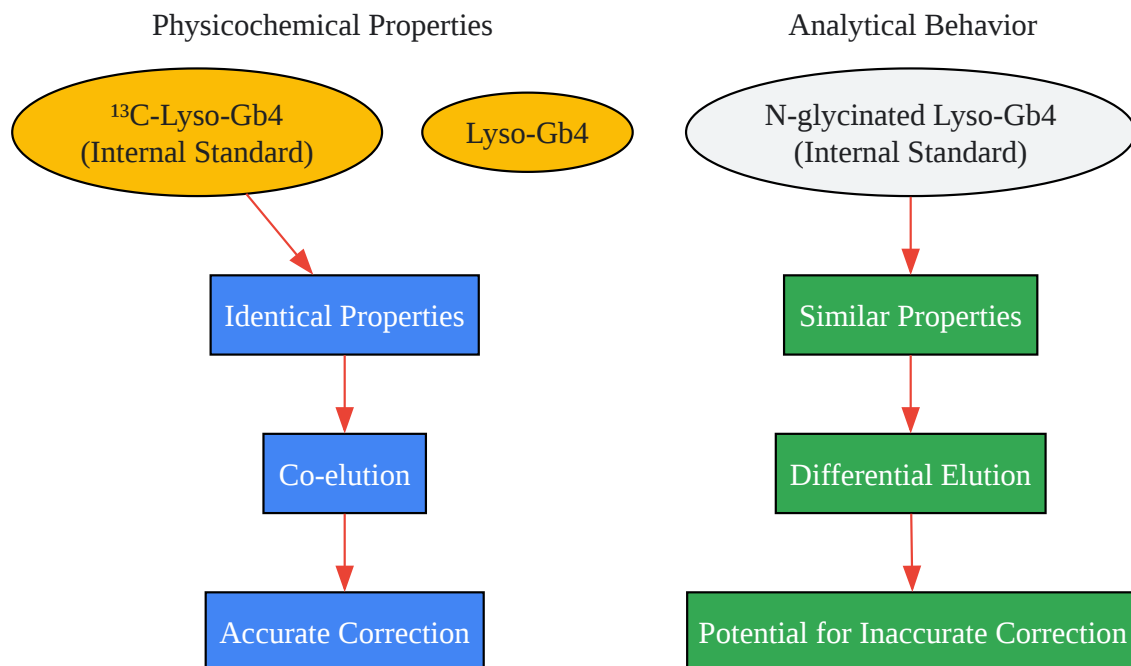 Physicochemical Properties
Analytical Behavior
¹³C-Lyso-Gb4
(Internal Standard)
Lyso-Gb4
N-glycinated Lyso-Gb4
(Internal Standard)
Identical Properties
Similar Properties
Co-elution
Differential Elution
Accurate Correction
Potential for Inaccurate Correction